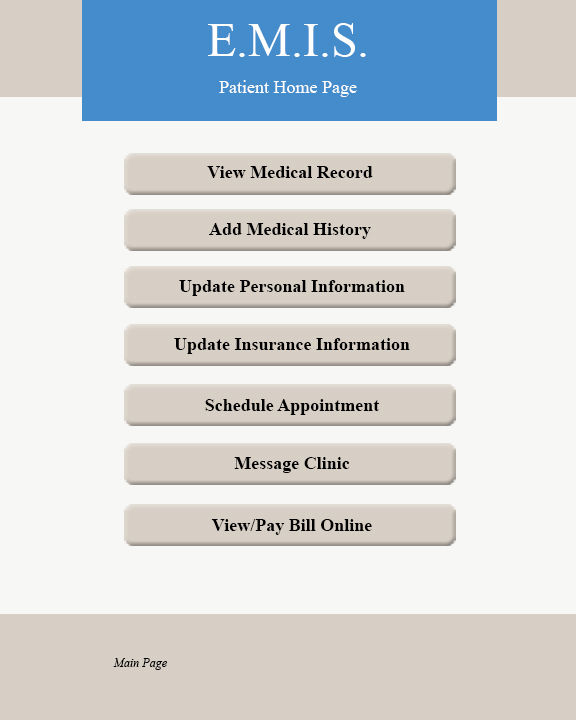 E.M.I.S.
Patient Home Page
View Medical Record
Add Medical History
Update Personal Information
Update Insurance Information
Schedule Appointment
Message Clinic
View/Pay Bill Online
Main Page